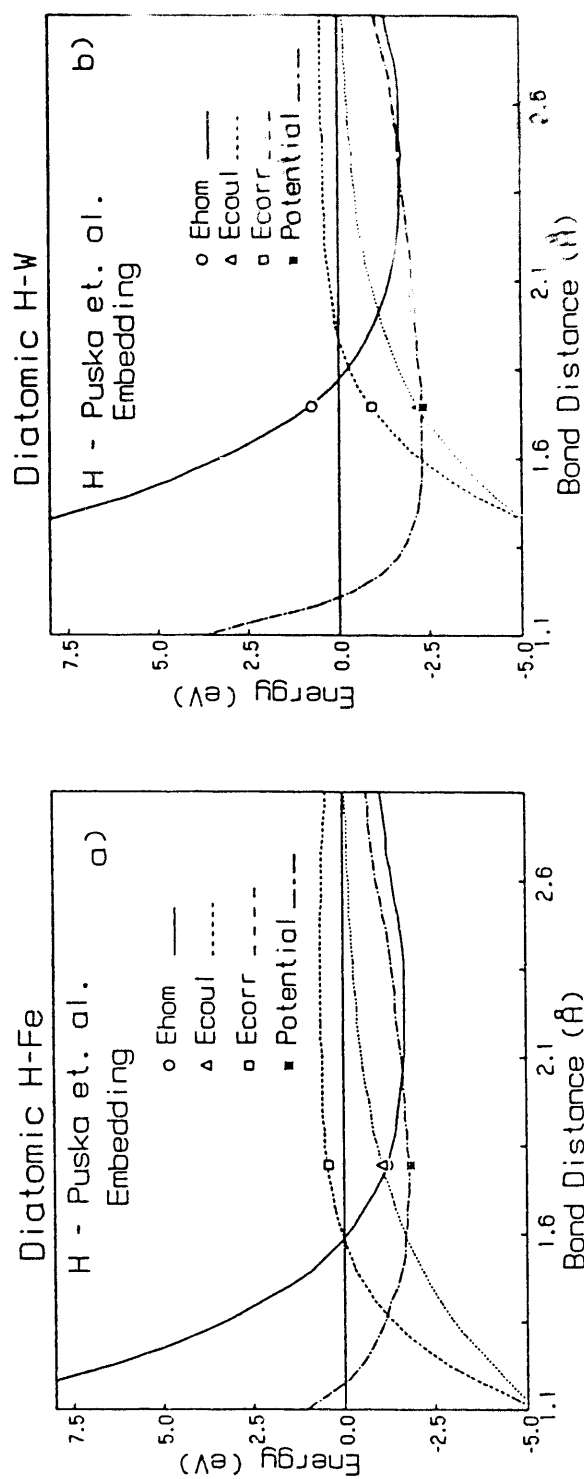 Diatomic H-Fe
a)
H - Puska et. al.
Embedding
Ehom
Ecoul
Ecorr
Potential
7.5
5.0
2.5
0.0
-2.5
-5.0
Energy (eV)
1.1
1.6
2.1
2.6
Bond Distance (Å)
Diatomic H-W
b)
H - Puska et. al.
Embedding
Ehom
Ecoul
Ecorr
Potential
7.5
5.0
2.5
0.0
-2.5
-5.0
Energy (eV)
1.1
1.6
2.1
2.6
Bond Distance (Å)